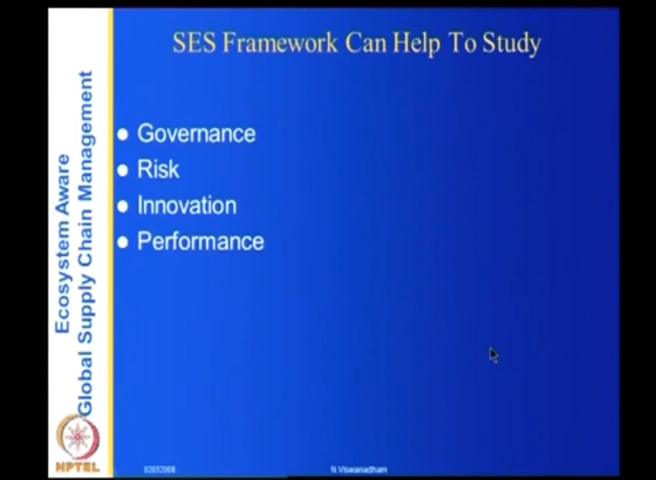 SES Framework Can Help To Study
Governance
Risk
Innovation
Performance
Ecosystem Aware
Global Supply Chain Management
NPTEL
N.Viswanadham